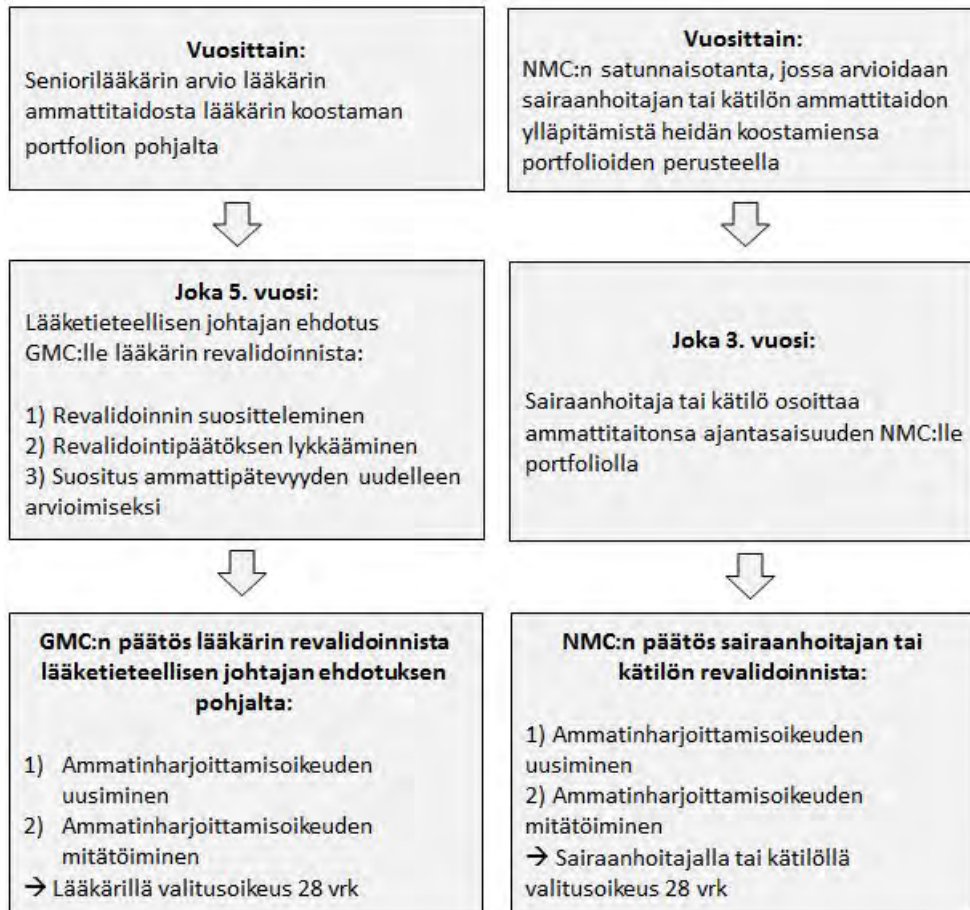 Vuosittain:
Seniorilääkärin arvio lääkärin
ammattitaidosta lääkärin koostaman
portfolion pohjalta
Joka 5. vuosi:
Lääketieteellisen johtajan ehdotus
GMC:lle lääkärin revalidoinnista:
1) Revalidoinnin suositteleminen
2) Revalidointipäätöksen lykkääminen
3) Suositus ammattipätevyyden uudelleen
arvioimiseksi
GMC:n päätös lääkärin revalidoinnista
lääketieteellisen johtajan ehdotuksen
pohjalta:
1) Ammatinharjoittamisoikeuden
uusiminen
2) Ammatinharjoittamisoikeuden
mitätöiminen
→ Lääkärillä valitusoikeus 28 vrk
Vuosittain:
NMC:n satunnaisotanta, jossa arvioidaan
sairaanhoitajan tai kätilön ammattitaidon
ylläpitämistä heidän koostamiensa
portfolioiden perusteella
Joka 3. vuosi:
Sairaanhoitaja tai kätilö osoittaa
ammattitaitonsa ajantasaisuuden NMC:lle
portfoliolla
NMC:n päätös sairaanhoitajan tai
kätilön revalidoinnista:
1) Ammatinharjoittamisoikeuden
uusiminen
2) Ammatinharjoittamisoikeuden
mitätöiminen
→ Sairaanhoitajalla tai kätilöllä
valitusoikeus 28 vrk